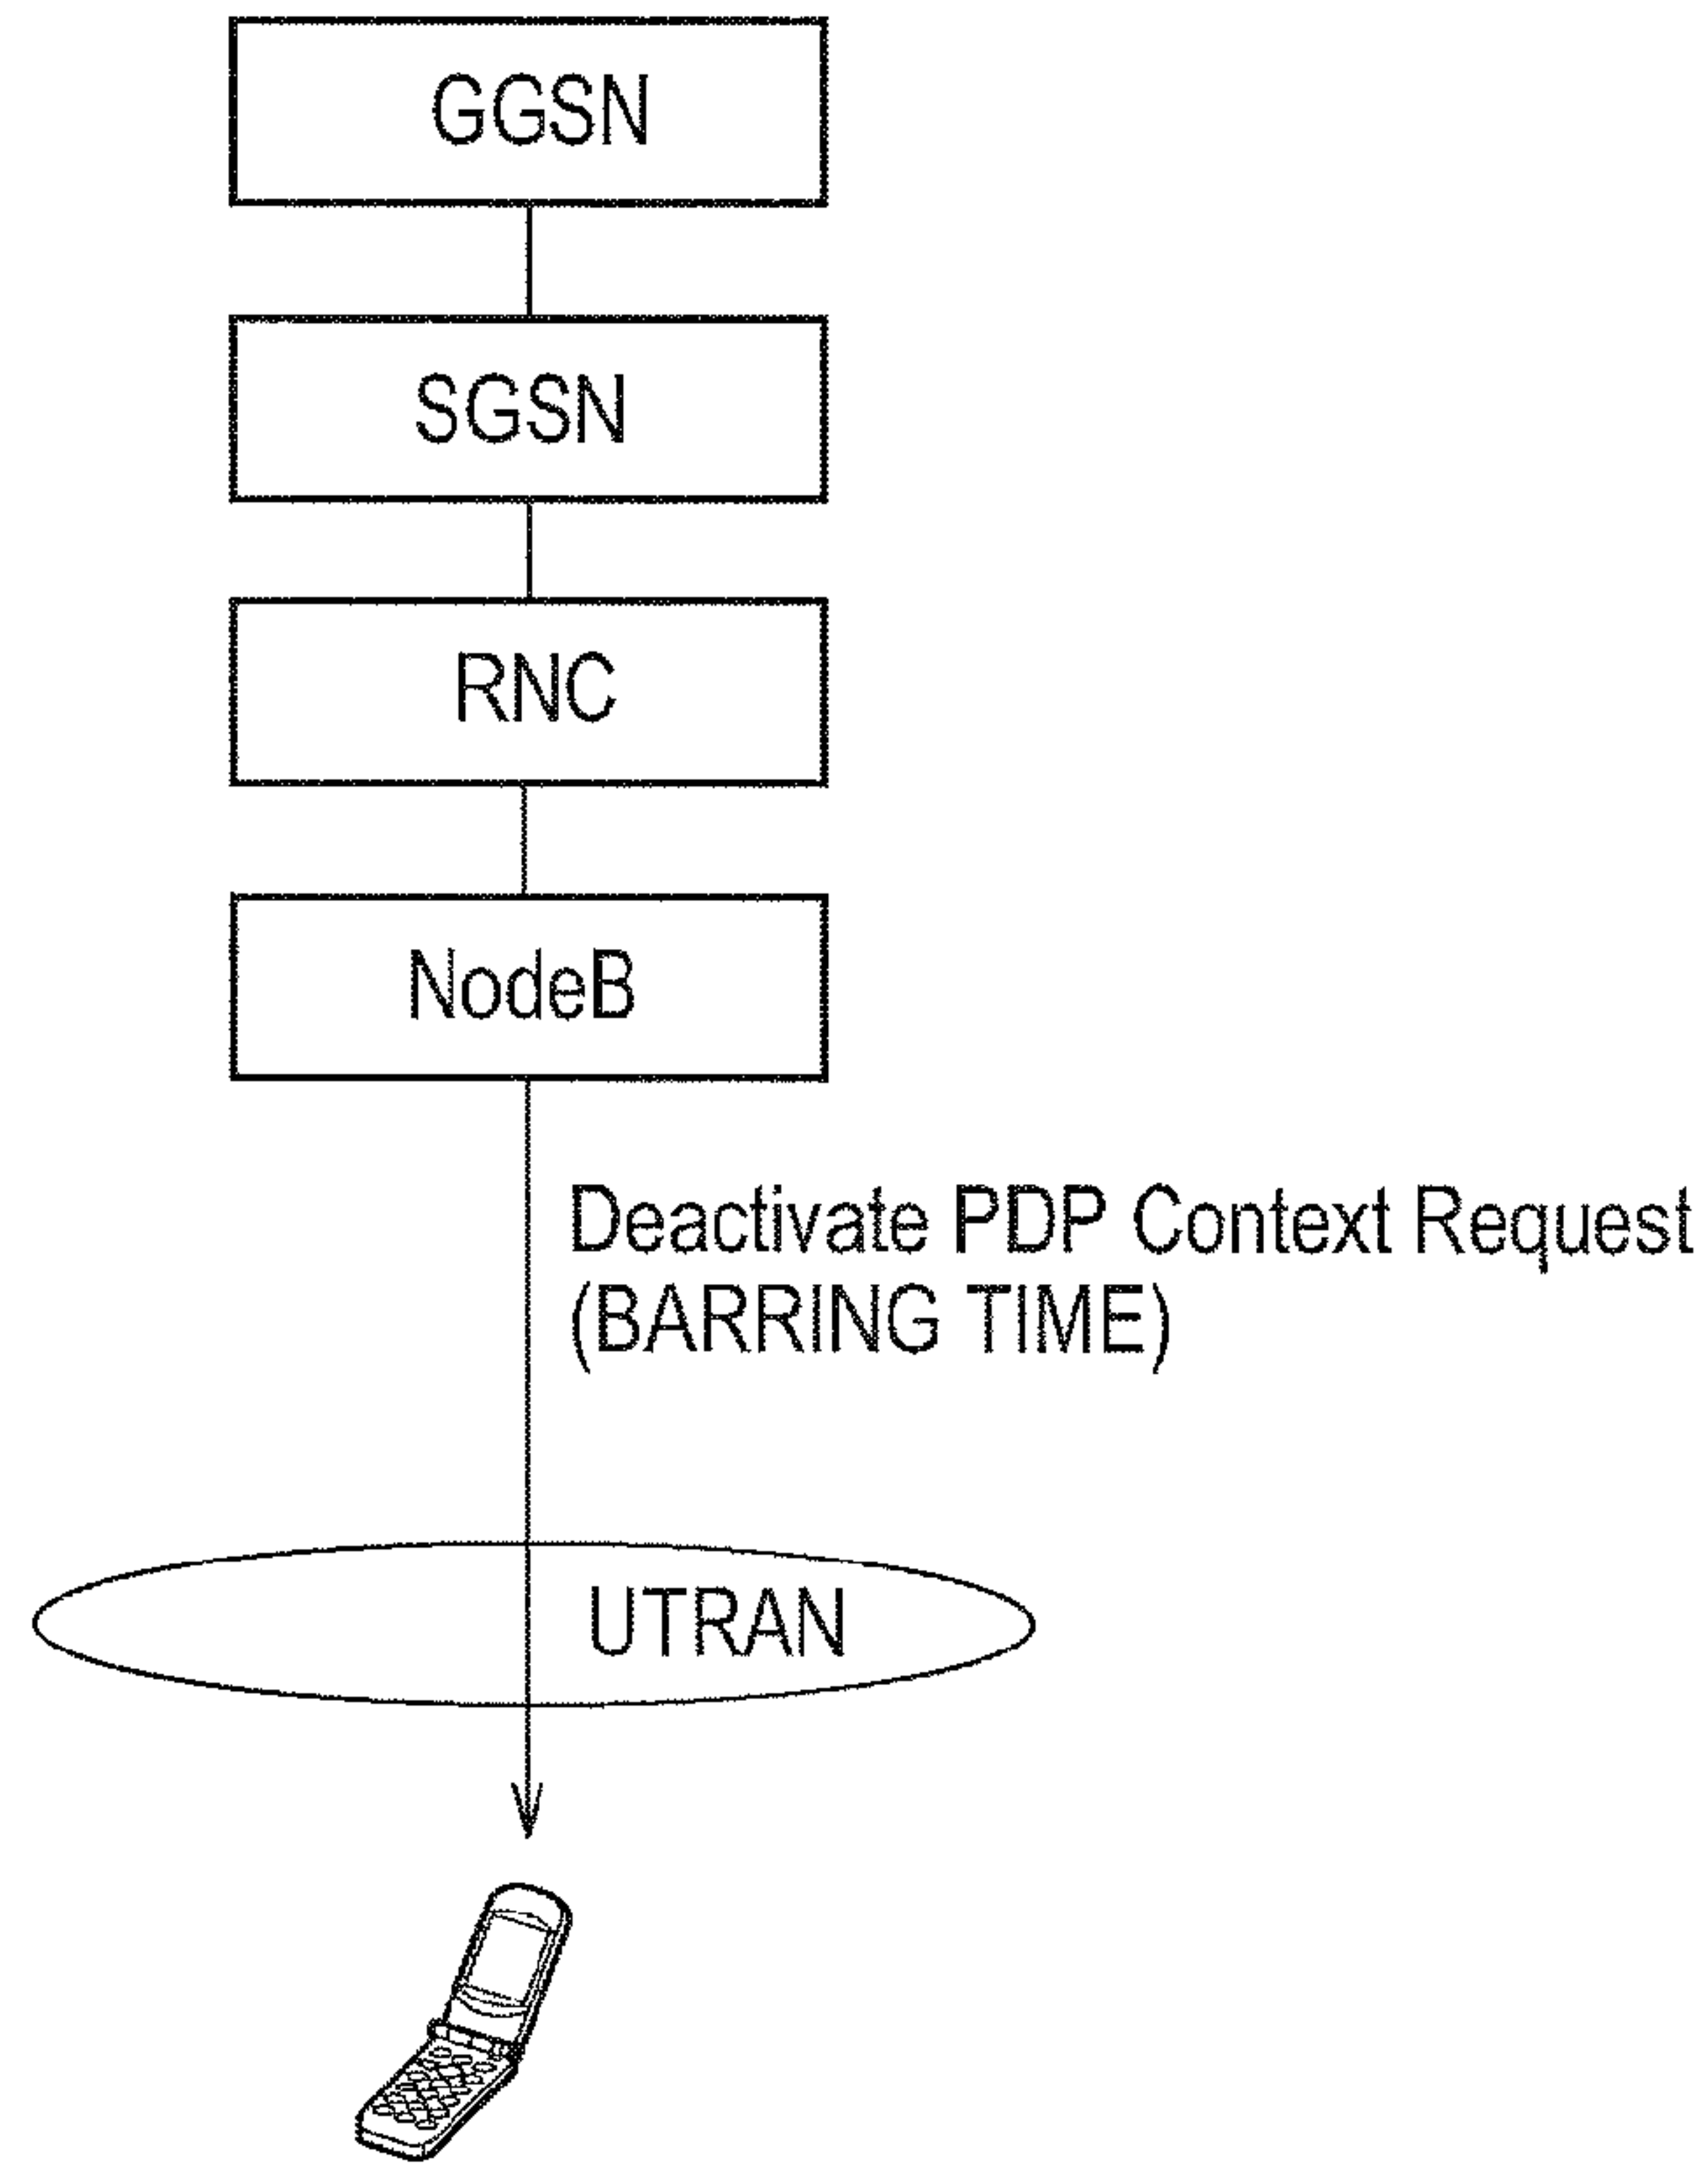 GGSN
SGSN
RNC
NodeB
Deactivate PDP Context Request
(BARRING TIME)
UTRAN